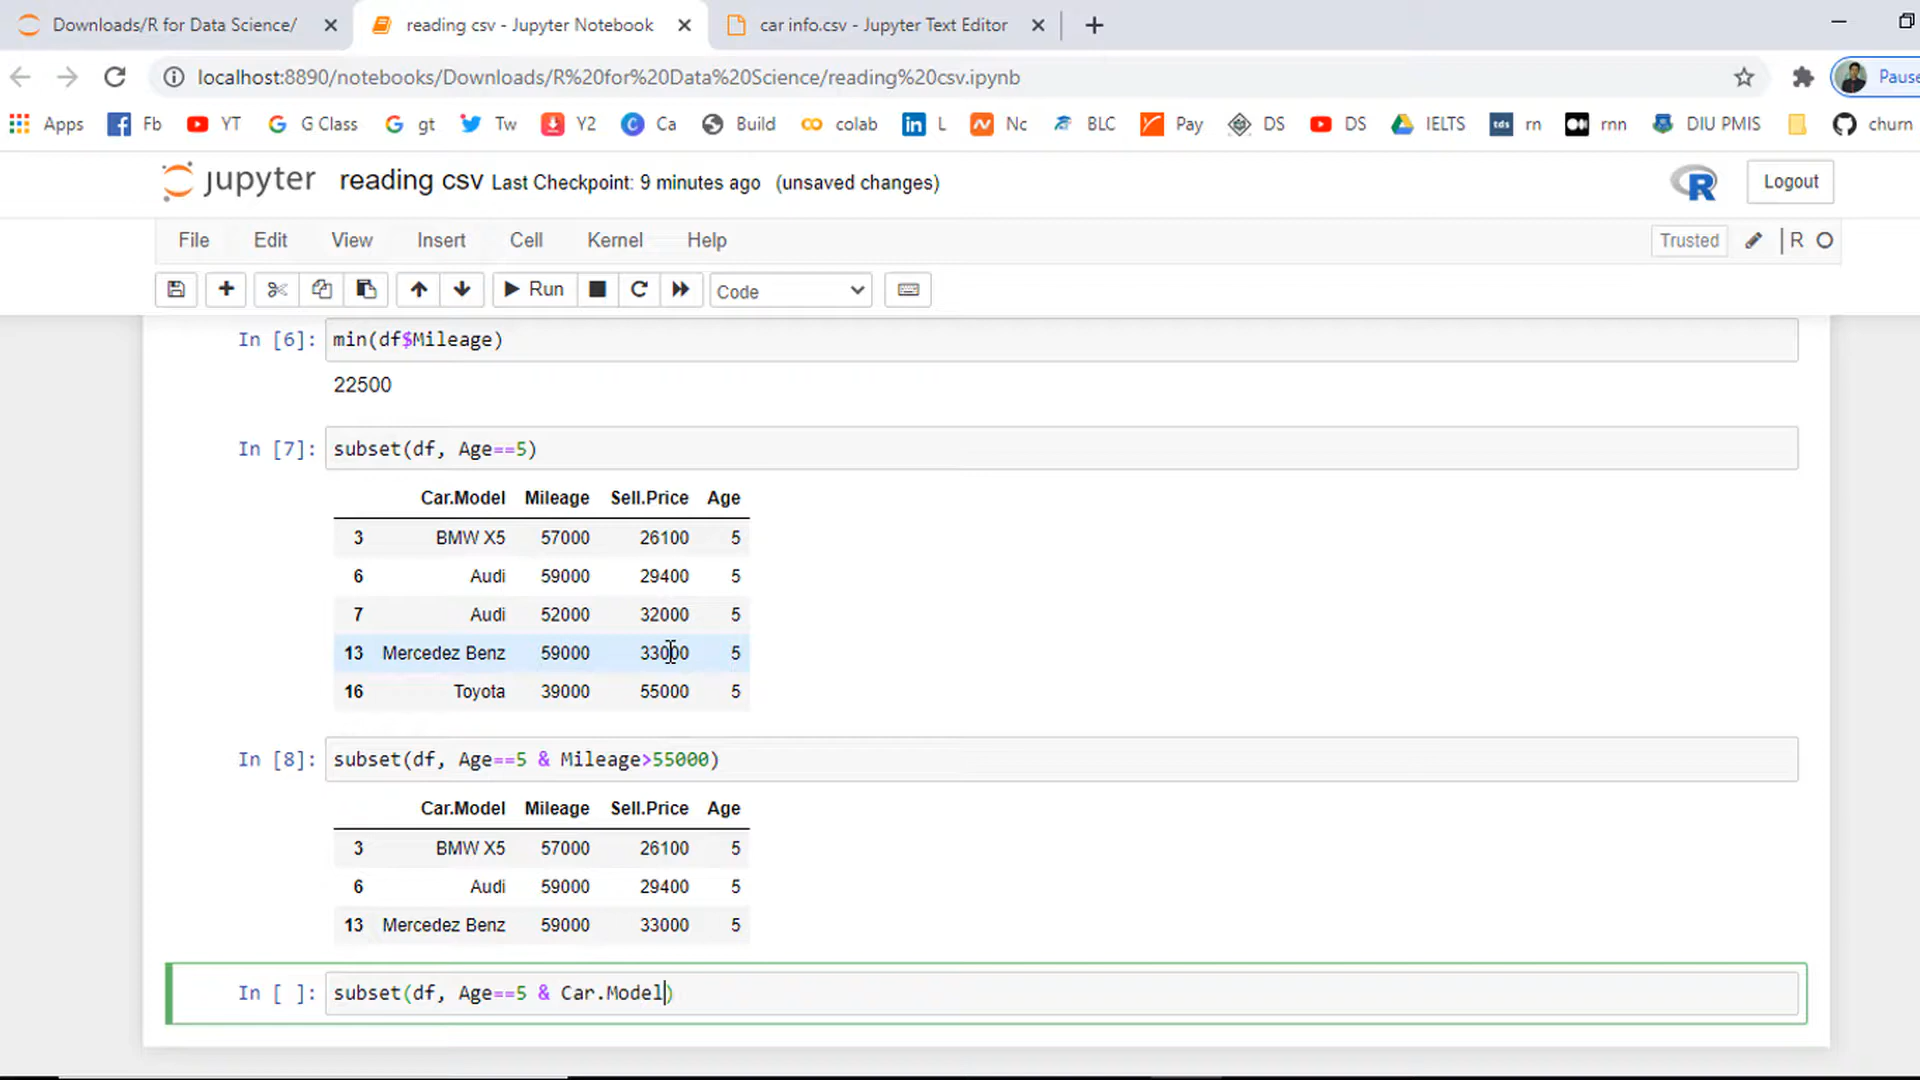 Downloads/R for Data Science/
reading csv - Jupyter Notebook
car info.csv - Jupyter Text Editor
localhost:8890/notebooks/Downloads/R%20for%20Data%20Science/reading%20csv.ipynb
Pause
Apps Fb YT G Class gt Tw Y2 Ca Build colab L Nc BLC Pay DS DS IELTS tds rn rnn DIU PMIS churn
jupyter reading csv Last Checkpoint: 9 minutes ago (unsaved changes)
R
Logout
File Edit View Insert Cell Kernel Help
Trusted
R
Run
Code
In [6]: min(df$Mileage)
22500
In [7]: subset(df, Age==5)
Car.Model Mileage Sell.Price Age
3 BMW X5 57000 26100 5
6 Audi 59000 29400 5
7 Audi 52000 32000 5
13 Mercedez Benz 59000 33000 5
16 Toyota 39000 55000 5
In [8]: subset(df, Age==5 & Mileage>55000)
Car.Model Mileage Sell.Price Age
3 BMW X5 57000 26100 5
6 Audi 59000 29400 5
13 Mercedez Benz 59000 33000 5
In [ ]: subset(df, Age==5 & Car.Model)